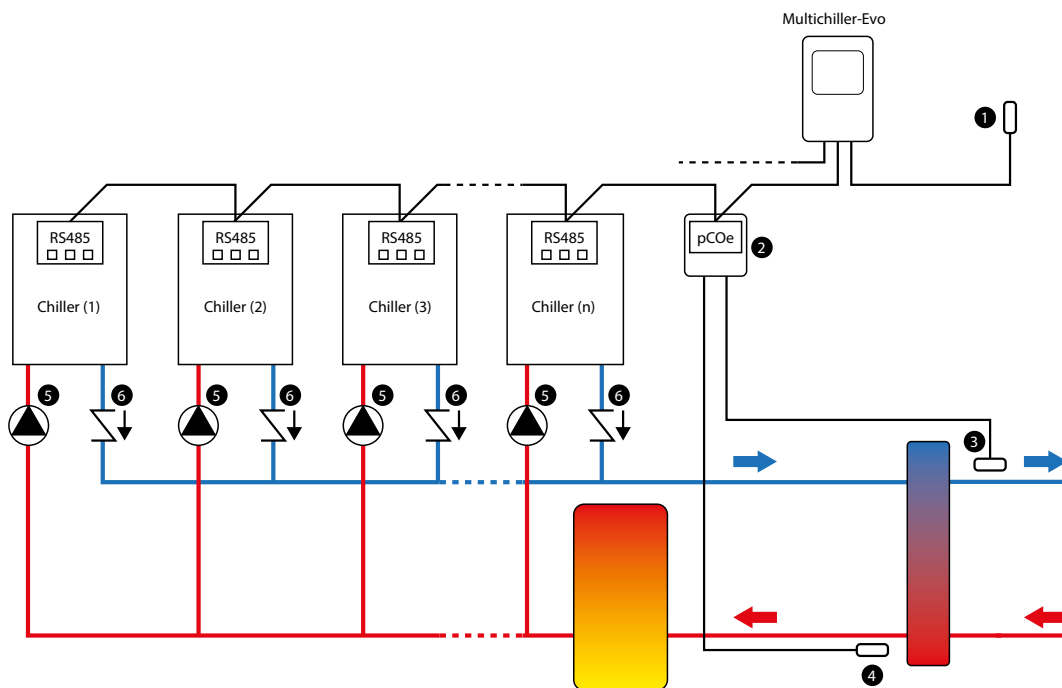 Multichiller-Evo
1
RS485
RS485
RS485
RS485
pCOe
2
Chiller (1)
Chiller (2)
Chiller (3)
Chiller (n)
5
6
5
6
5
6
5
6
3
4